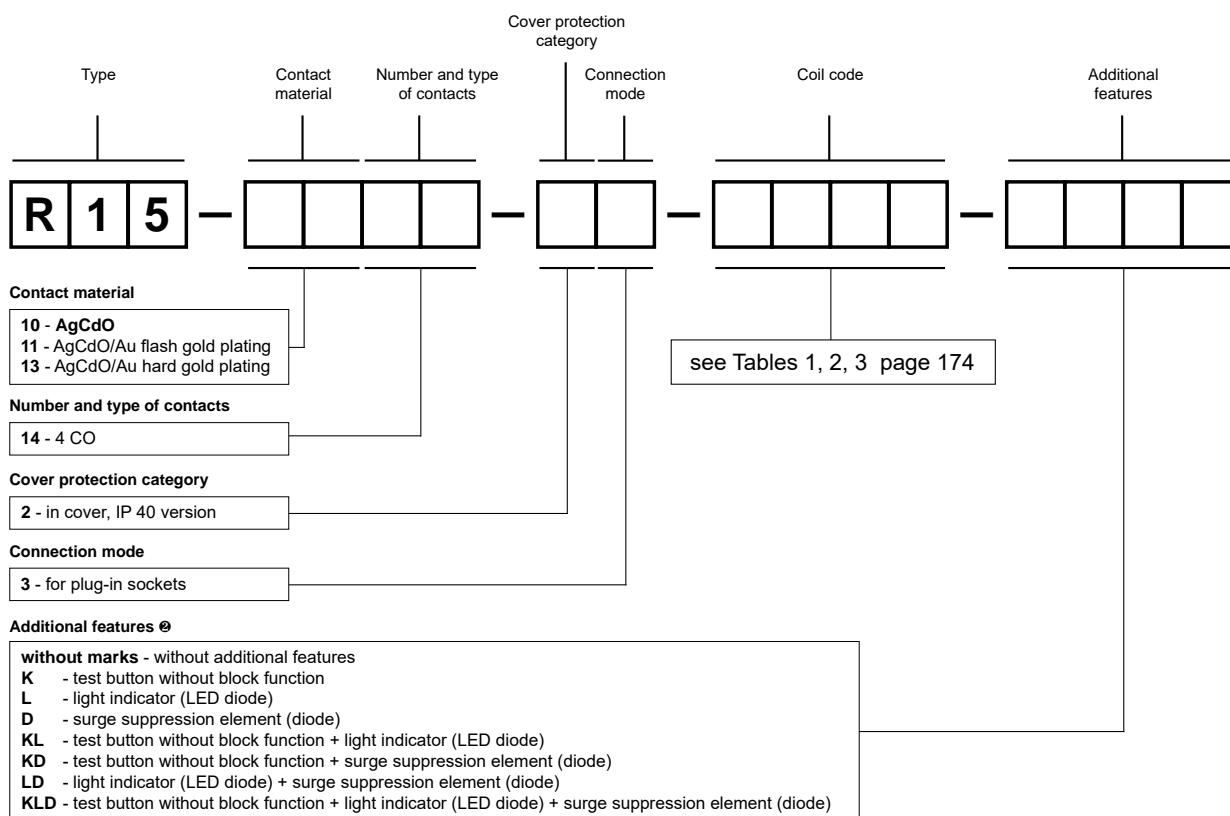 Cover protection
category
Type
Contact
material
Number and type
of contacts
Connection
mode
Coil code
Additional
features
R 1 5 – – – –
Contact material
10 - AgCdO
11 - AgCdO/Au flash gold plating
13 - AgCdO/Au hard gold plating
see Tables 1, 2, 3 page 174
Number and type of contacts
14 - 4 CO
Cover protection category
2 - in cover, IP 40 version
Connection mode
3 - for plug-in sockets
Additional features ❷
without marks - without additional features
K - test button without block function
L - light indicator (LED diode)
D - surge suppression element (diode)
KL - test button without block function + light indicator (LED diode)
KD - test button without block function + surge suppression element (diode)
LD - light indicator (LED diode) + surge suppression element (diode)
KLD - test button without block function + light indicator (LED diode) + surge suppression element (diode)